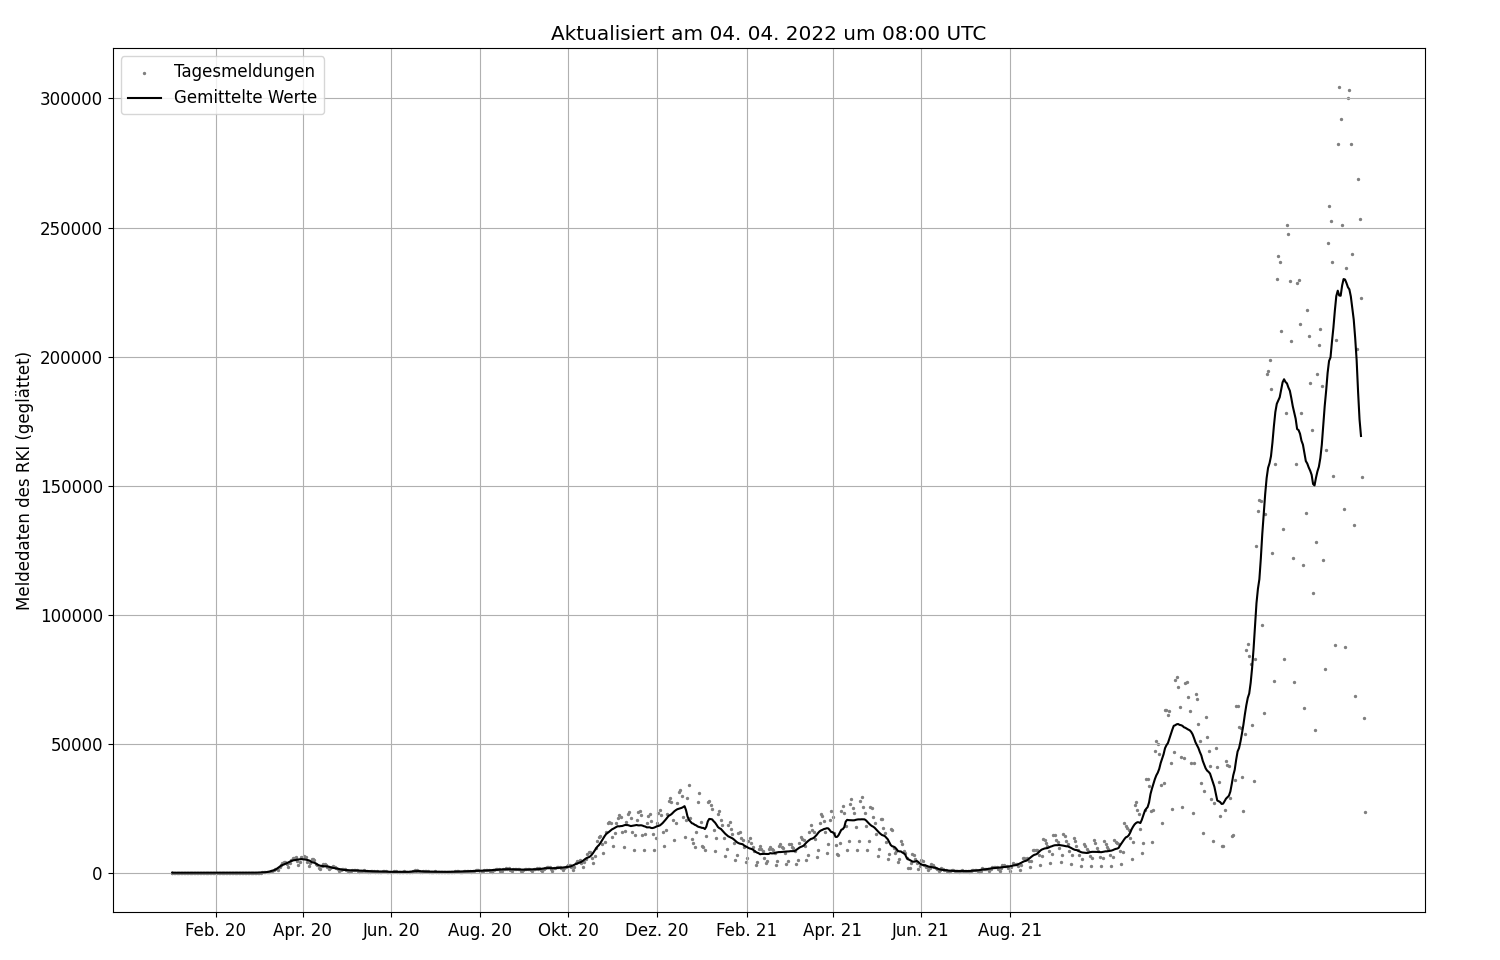 Aktualisiert am 04. 04. 2022 um 08:00 UTC
Tagesmeldungen
Gemittelte Werte
Meldedaten des RKI (geglättet)
300000
250000
200000
150000
100000
50000
0
Feb. 20 Apr. 20 Jun. 20 Aug. 20 Okt. 20 Dez. 20 Feb. 21 Apr. 21 Jun. 21 Aug. 21